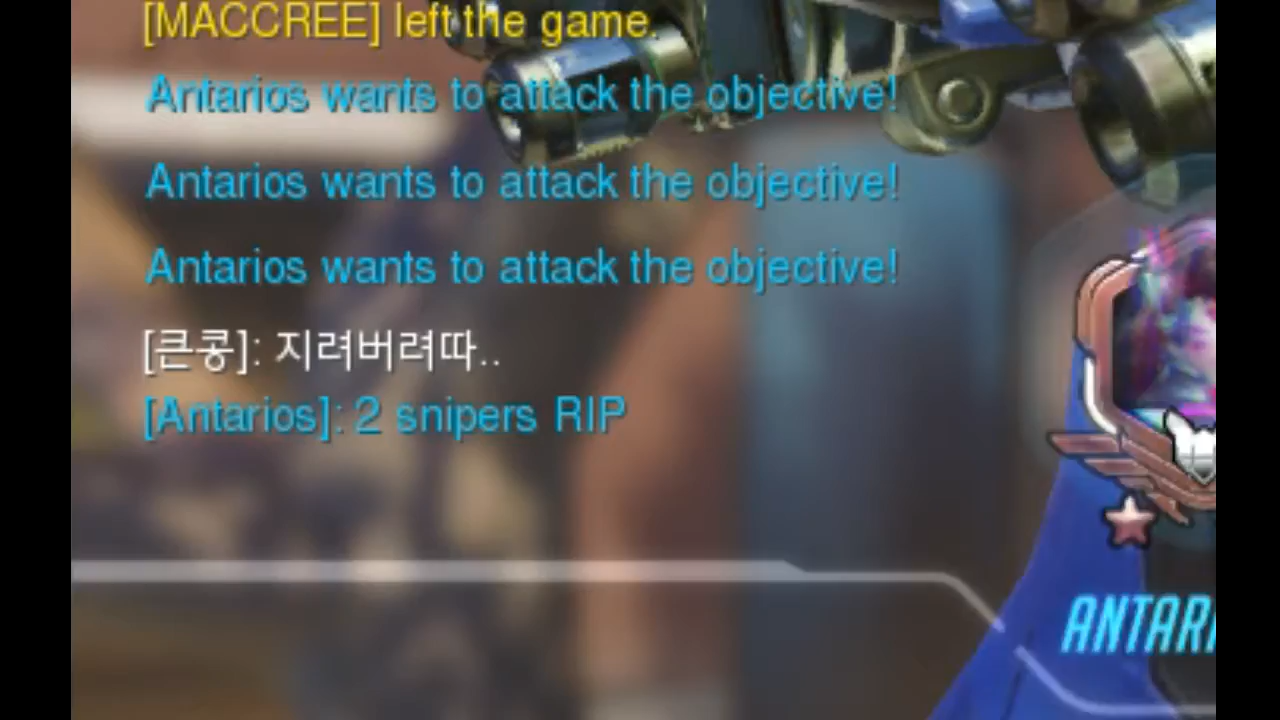 [MACCREE] left the game.
Antarios wants to attack the objective!
Antarios wants to attack the objective!
Antarios wants to attack the objective!
[큰콩]: 지려버려따..
[Antarios]: 2 snipers RIP
ANTARI